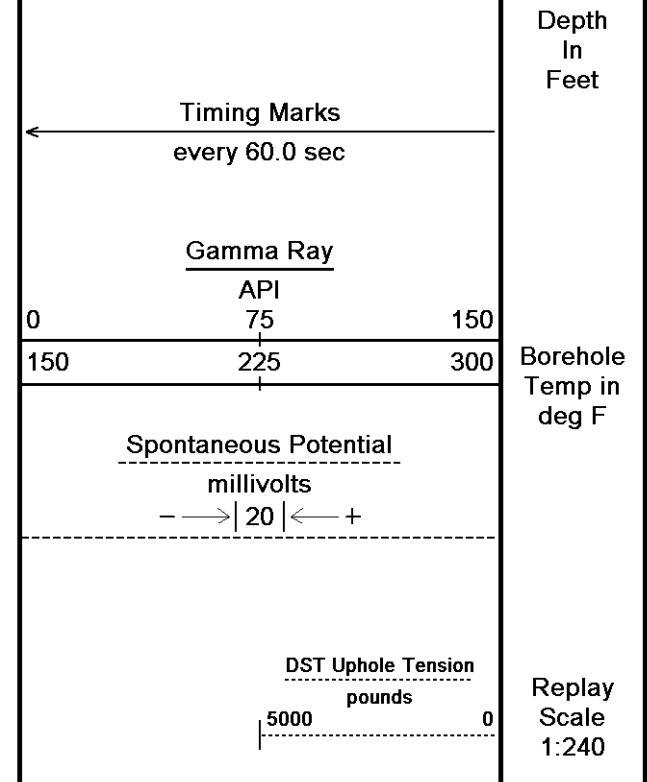 Depth
In
Feet
Timing Marks
every 60.0 sec
Gamma Ray
API
0 75 150
150 225 300
Borehole
Temp in
deg F
Spontaneous Potential
millivolts
− 20 +
DST Uphole Tension
pounds
5000 0
Replay
Scale
1:240